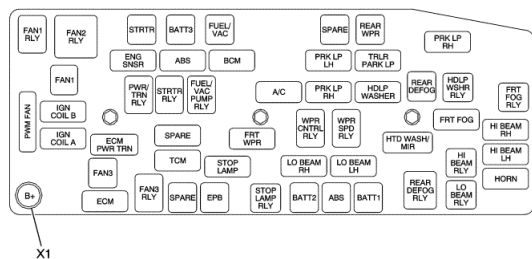 FAN1
RLY
FAN2
RLY
STRTR
BATT3
FUEL/
VAC
SPARE
REAR
WPR
PRK LP
RH
ENG
SNSR
ABS
BCM
PRK LP
LH
TRLR
PARK LP
FAN1
PWR/
TRN
RLY
STRTR
RLY
FUEL/
VAC
PUMP
RLY
A/C
PRK LP
RH
HDLP
WASHER
REAR
DEFOG
HDLP
WSHR
RLY
FRT
FOG
RLY
PWM FAN
IGN
COIL B
IGN
COIL A
ECM
PWR TRN
SPARE
FRT
WPR
WPR
CNTRL
RLY
WPR
SPD
RLY
HTD WASH/
MIR
FRT FOG
HI BEAM
RH
HI BEAM
LH
FAN3
TCM
STOP
LAMP
LO BEAM
RH
LO BEAM
LH
HI
BEAM
RLY
HORN
B+
ECM
FAN3
RLY
SPARE
EPB
STOP
LAMP
RLY
BATT2
ABS
BATT1
REAR
DEFOG
RLY
LO
BEAM
RLY
X1